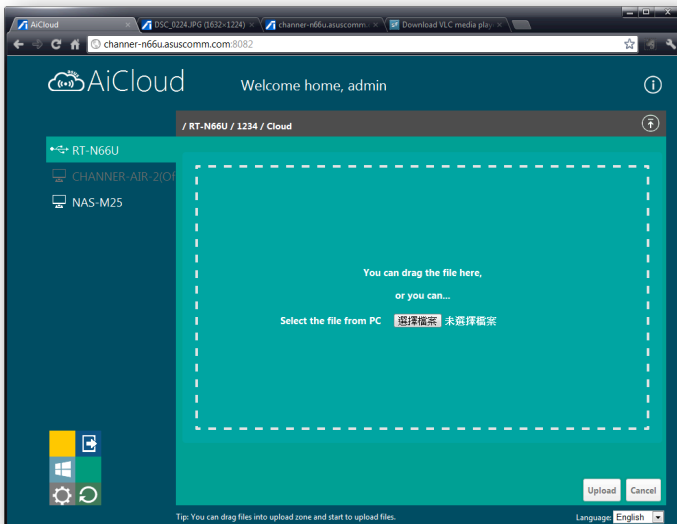 AiCloud
DSC_0224.JPG (1632×1224)
channer-n66u.asuscomm.
Download VLC media play
channer-n66u.asuscomm.com:8082
AiCloud
Welcome home, admin
/ RT-N66U / 1234 / Cloud
RT-N66U
CHANNER-AIR-2(Of
NAS-M25
You can drag the file here,
or you can...
Select the file from PC 選擇檔案 未選擇檔案
Upload Cancel
Tip: You can drag files into upload zone and start to upload files.
Language: English